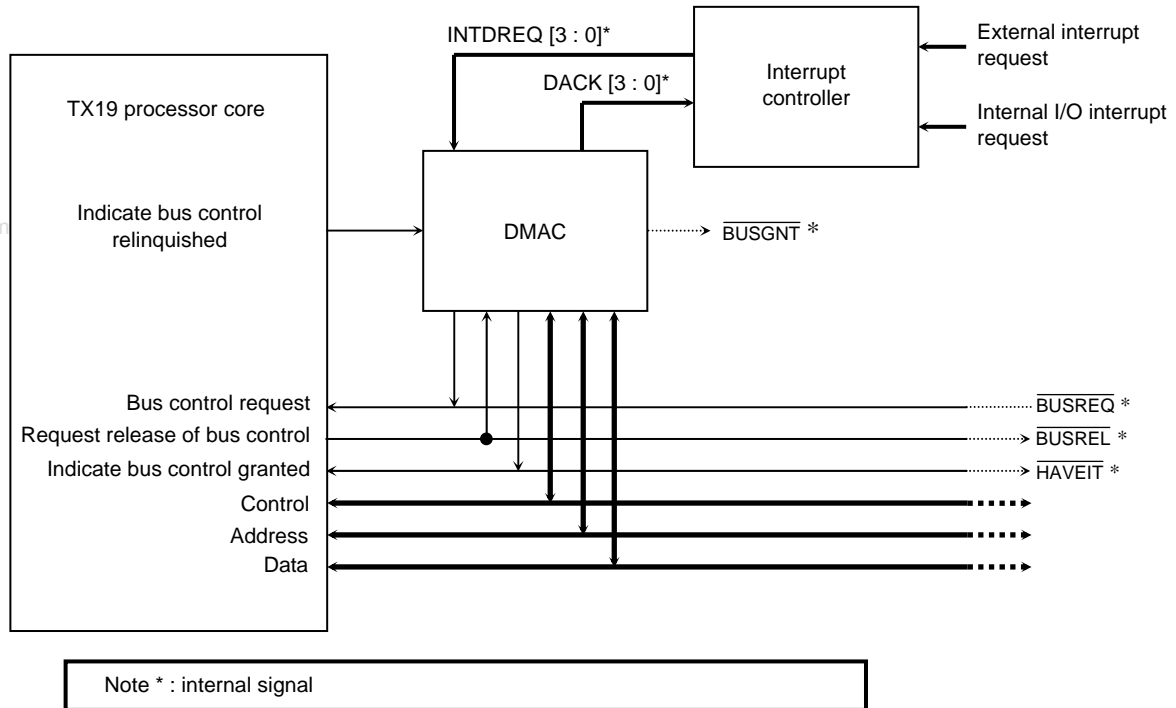 INTDREQ [3 : 0]*
DACK [3 : 0]*
Interrupt
controller
External interrupt
request
Internal I/O interrupt
request
TX19 processor core
Indicate bus control
relinquished
DMAC
BUSGNT *
Bus control request
BUSREQ *
Request release of bus control
BUSREL *
Indicate bus control granted
HAVEIT *
Control
Address
Data
Note * : internal signal